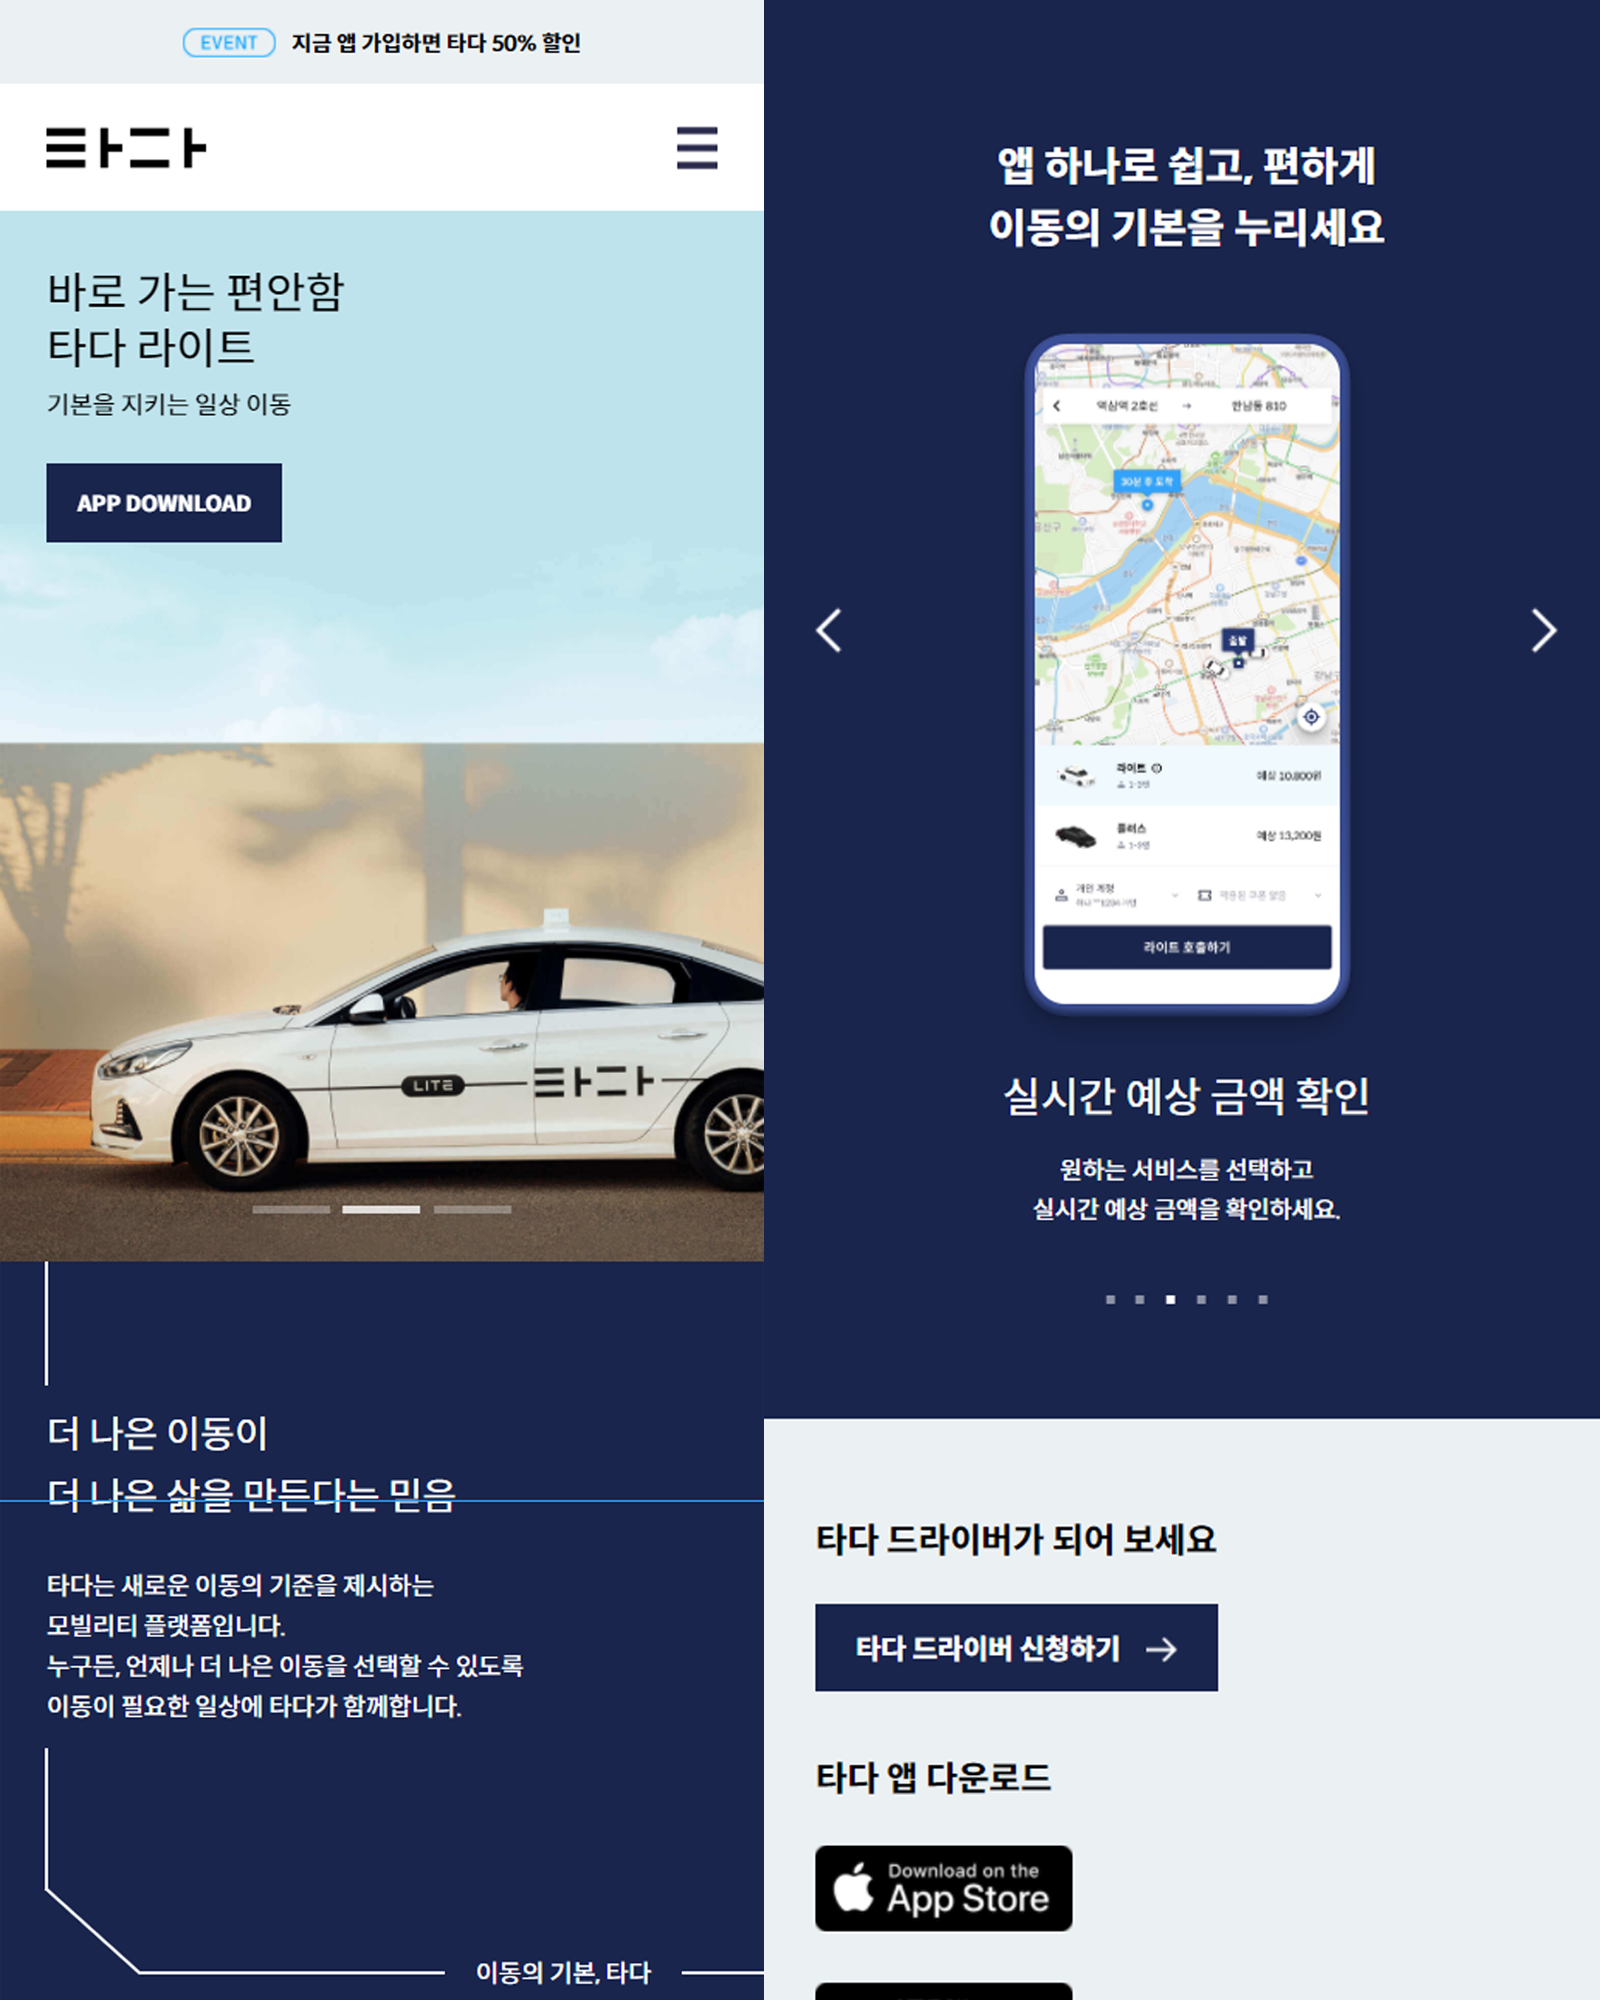 EVENT 지금 앱 가입하면 타다 50% 할인
타다
바로 가는 편안함
타다 라이트
기본을 지키는 일상 이동
APP DOWNLOAD
LITE 타다
더 나은 이동이
더 나은 삶을 만든다는 믿음
타다는 새로운 이동의 기준을 제시하는
모빌리티 플랫폼입니다.
누구든, 언제나 더 나은 이동을 선택할 수 있도록
이동이 필요한 일상에 타다가 함께합니다.
이동의 기본, 타다
앱 하나로 쉽고, 편하게
이동의 기본을 누리세요
역삼역 2호선 → 한남동 810
30분 후 도착
출발
라이트
예상 10,800원
플러스
예상 13,200원
개인 계정
적용된 쿠폰 없음
라이트 호출하기
실시간 예상 금액 확인
원하는 서비스를 선택하고
실시간 예상 금액을 확인하세요.
타다 드라이버가 되어 보세요
타다 드라이버 신청하기 →
타다 앱 다운로드
Download on the
App Store